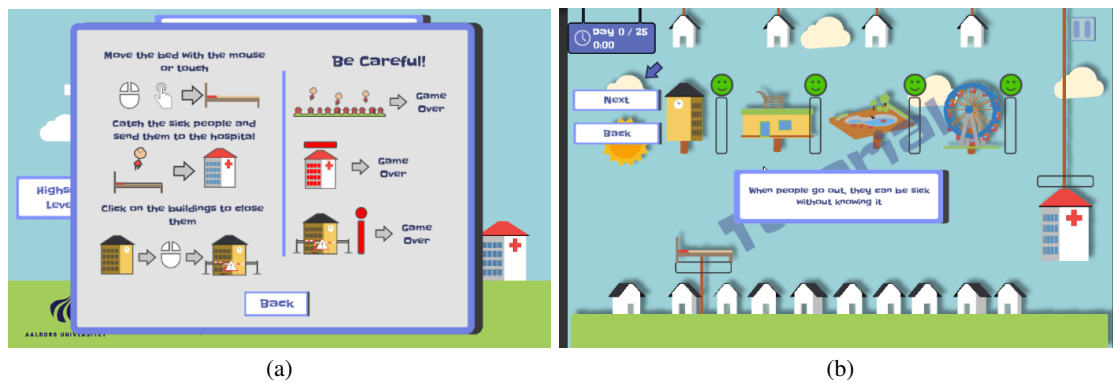 Move the bed with the mouse
or touch
Catch the sick people and
send them to the hospital
Click on the buildings to close
them
Be Careful!
Game
Over
Game
Over
Game
Over
Back
Highs
Leve
AALBORG UNIVERSITET
(a)
Day 0 / 25
0:00
Next
Back
Tutorial
When people go out, they can be sick
without knowing it
(b)